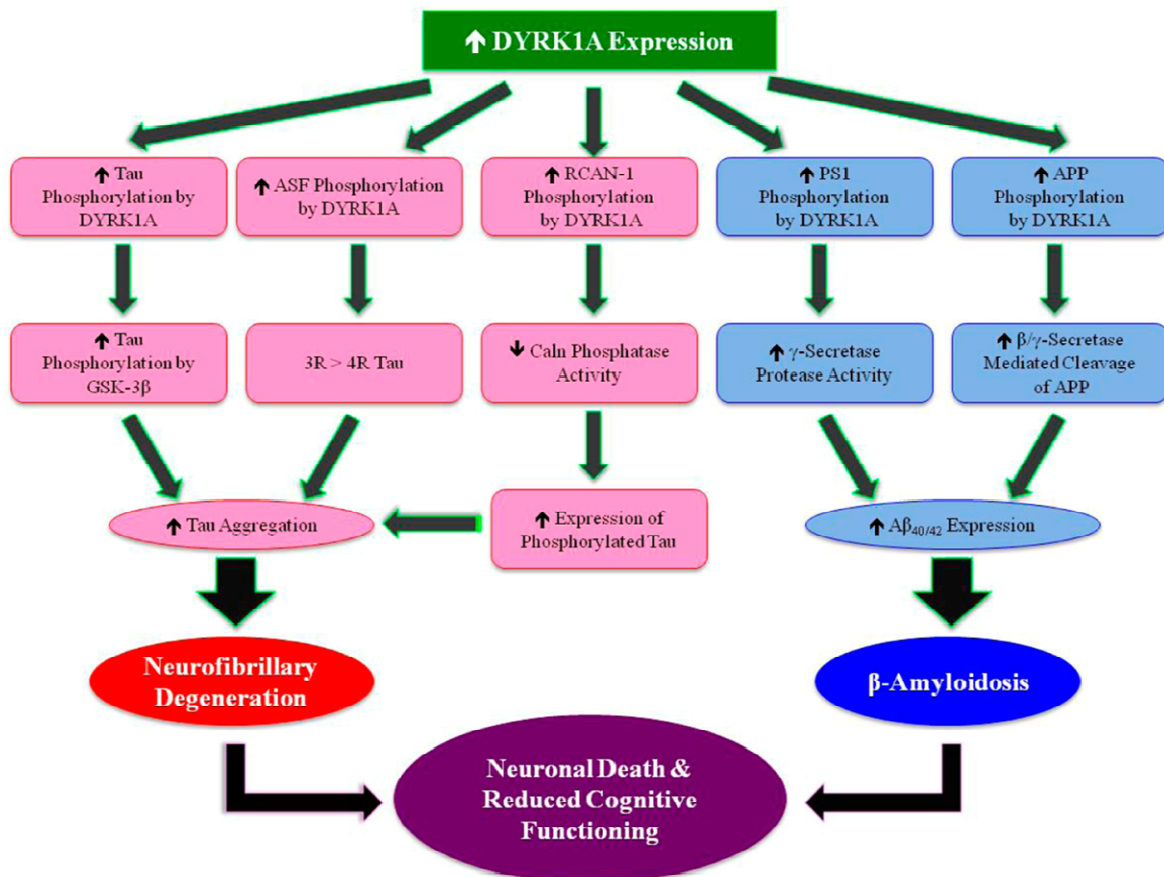 ↑ DYRK1A Expression
↑ Tau
Phosphorylation by
DYRK1A
↑ ASF Phosphorylation
by DYRK1A
↑ RCAN-1
Phosphorylation
by DYRK1A
↑ PS1
Phosphorylation
by DYRK1A
↑ APP
Phosphorylation
by DYRK1A
↑ Tau
Phosphorylation by
GSK-3β
3R > 4R Tau
↓ Caln Phosphatase
Activity
↑ γ-Secretase
Protease Activity
↑ β/γ-Secretase
Mediated Cleavage
of APP
↑ Tau Aggregation
↑ Expression of
Phosphorylated Tau
↑ Aβ40/42 Expression
Neurofibrillary
Degeneration
β-Amyloidosis
Neuronal Death &
Reduced Cognitive
Functioning